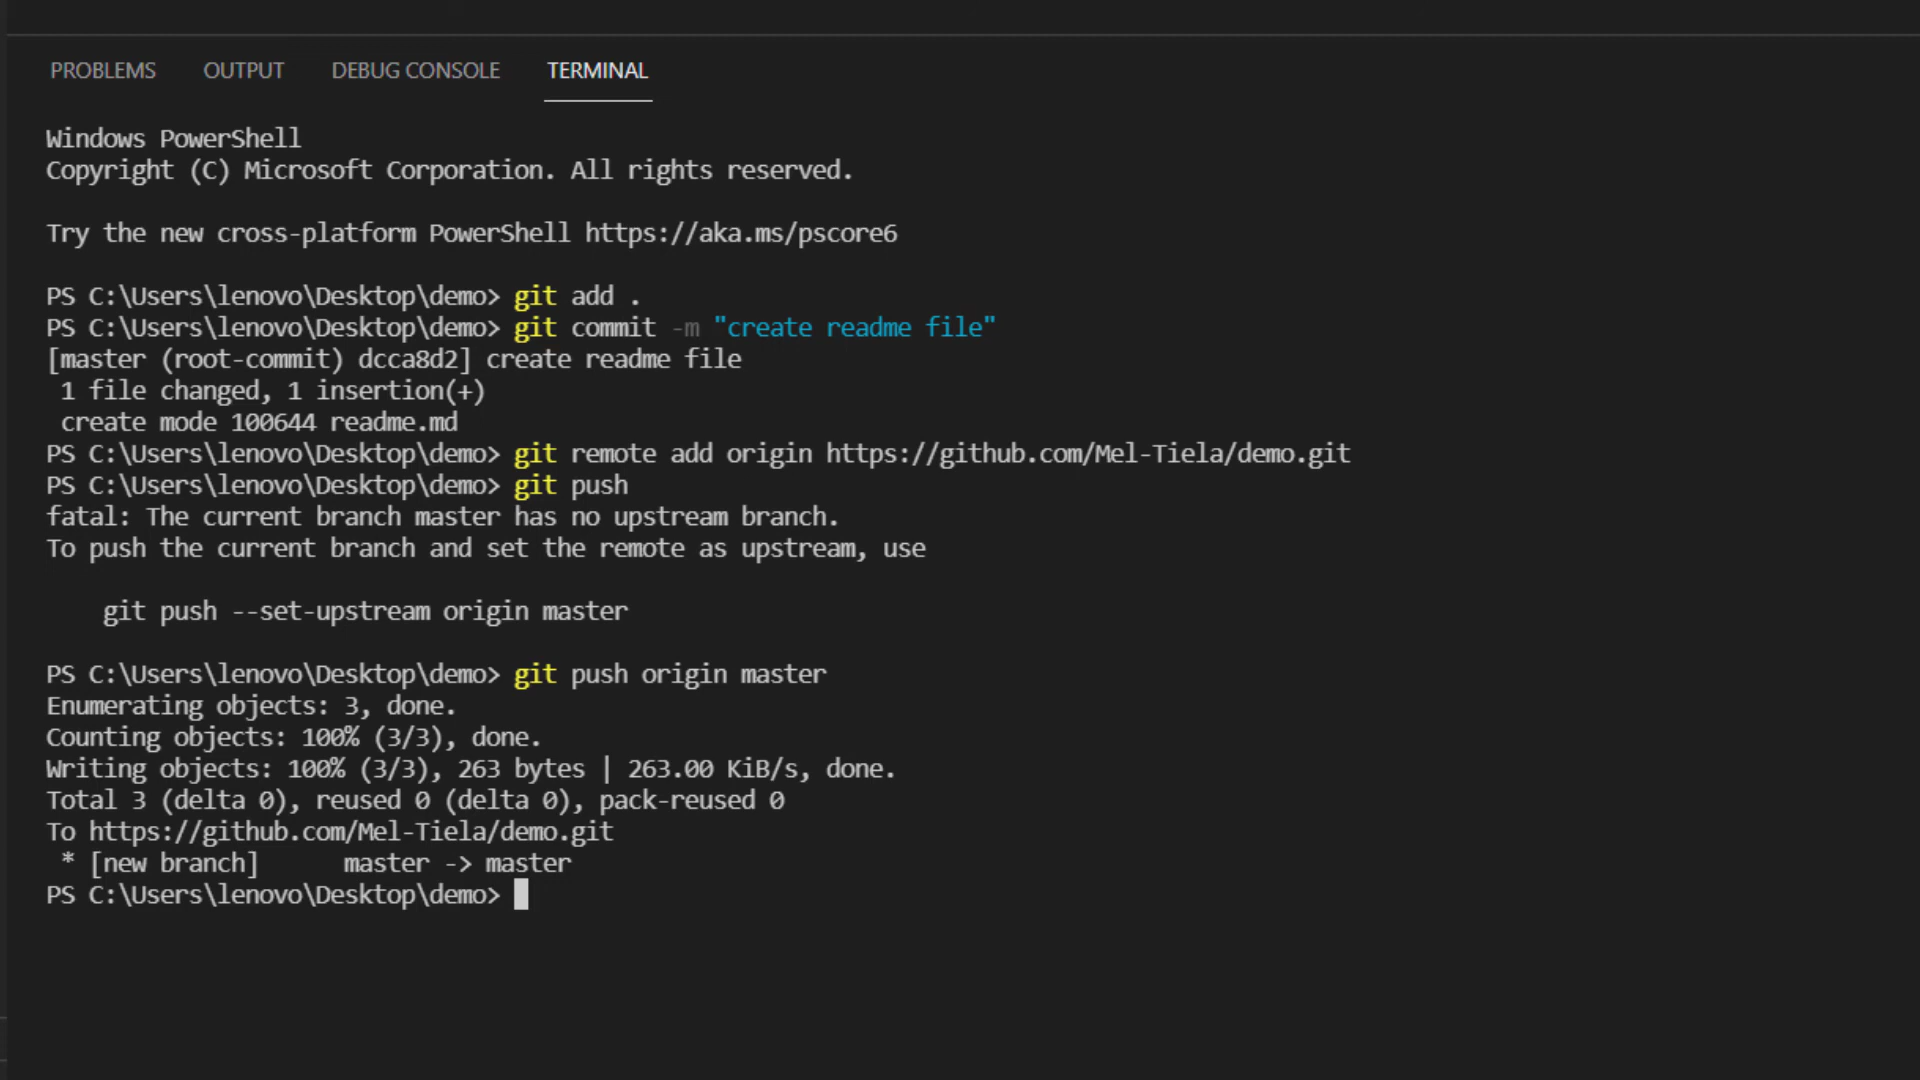 PROBLEMS OUTPUT DEBUG CONSOLE TERMINAL
Windows PowerShell
Copyright (C) Microsoft Corporation. All rights reserved.
Try the new cross-platform PowerShell https://aka.ms/pscore6
PS C:\Users\lenovo\Desktop\demo> git add .
PS C:\Users\lenovo\Desktop\demo> git commit -m "create readme file"
[master (root-commit) dcca8d2] create readme file
 1 file changed, 1 insertion(+)
 create mode 100644 readme.md
PS C:\Users\lenovo\Desktop\demo> git remote add origin https://github.com/Mel-Tiela/demo.git
PS C:\Users\lenovo\Desktop\demo> git push
fatal: The current branch master has no upstream branch.
To push the current branch and set the remote as upstream, use
    git push --set-upstream origin master
PS C:\Users\lenovo\Desktop\demo> git push origin master
Enumerating objects: 3, done.
Counting objects: 100% (3/3), done.
Writing objects: 100% (3/3), 263 bytes | 263.00 KiB/s, done.
Total 3 (delta 0), reused 0 (delta 0), pack-reused 0
To https://github.com/Mel-Tiela/demo.git
 * [new branch]      master -> master
PS C:\Users\lenovo\Desktop\demo>